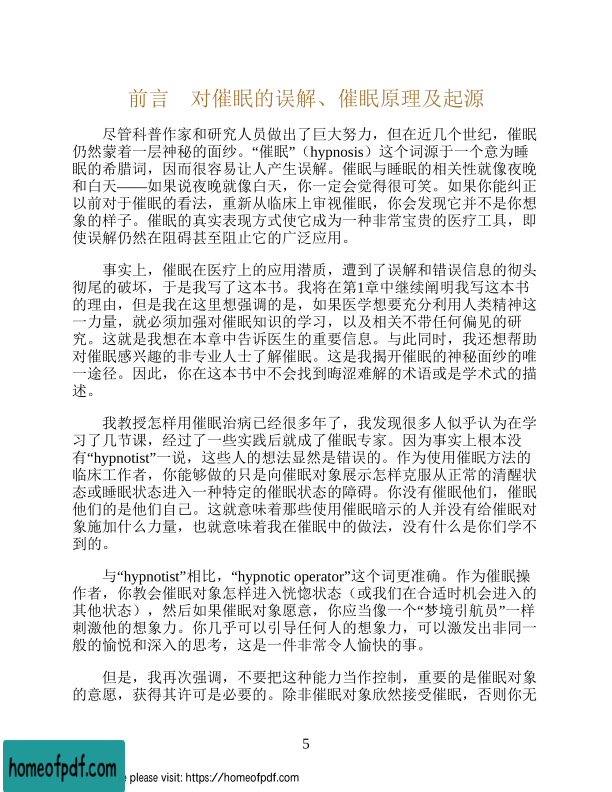 前言　对催眠的误解、催眠原理及起源
尽管科普作家和研究人员做出了巨大努力，但在近几个世纪，催眠
仍然蒙着一层神秘的面纱。“催眠”（hypnosis）这个词源于一个意为睡
眠的希腊词，因而很容易让人产生误解。催眠与睡眠的相关性就像夜晚
和白天——如果说夜晚就像白天，你一定会觉得很可笑。如果你能纠正
以前对于催眠的看法，重新从临床上审视催眠，你会发现它并不是你想
象的样子。催眠的真实表现方式使它成为一种非常宝贵的医疗工具，即
使误解仍然在阻碍甚至阻止它的广泛应用。
事实上，催眠在医疗上的应用潜质，遭到了误解和错误信息的彻头
彻尾的破坏，于是我写了这本书。我将在第1章中继续阐明我写这本书
的理由，但是我在这里想强调的是，如果医学想要充分利用人类精神这
一力量，就必须加强对催眠知识的学习，以及相关不带任何偏见的研
究。这就是我想在本章中告诉医生的重要信息。与此同时，我还想帮助
对催眠感兴趣的非专业人士了解催眠。这是我揭开催眠的神秘面纱的唯
一途径。因此，你在这本书中不会找到晦涩难解的术语或是学术式的描
述。
我教授怎样用催眠治病已经很多年了，我发现很多人似乎认为在学
习了几节课，经过了一些实践后就成了催眠专家。因为事实上根本没
有“hypnotist”一说，这些人的想法显然是错误的。作为使用催眠方法的
临床工作者，你能够做的只是向催眠对象展示怎样克服从正常的清醒状
态或睡眠状态进入一种特定的催眠状态的障碍。你没有催眠他们，催眠
他们的是他们自己。这就意味着那些使用催眠暗示的人并没有给催眠对
象施加什么力量，也就意味着我在催眠中的做法，没有什么是你们学不
到的。
与“hypnotist”相比，“hypnotic operator”这个词更准确。作为催眠操
作者，你教会催眠对象怎样进入恍惚状态（或我们在合适时机会进入的
其他状态），然后如果催眠对象愿意，你应当像一个“梦境引航员”一样
刺激他的想象力。你几乎可以引导任何人的想象力，可以激发出非同一
般的愉悦和深入的思考，这是一件非常令人愉快的事。
但是，我再次强调，不要把这种能力当作控制，重要的是催眠对象
的意愿，获得其许可是必要的。除非催眠对象欣然接受催眠，否则你无
5
homeofpdf.com
please visit: https://homeofpdf.com